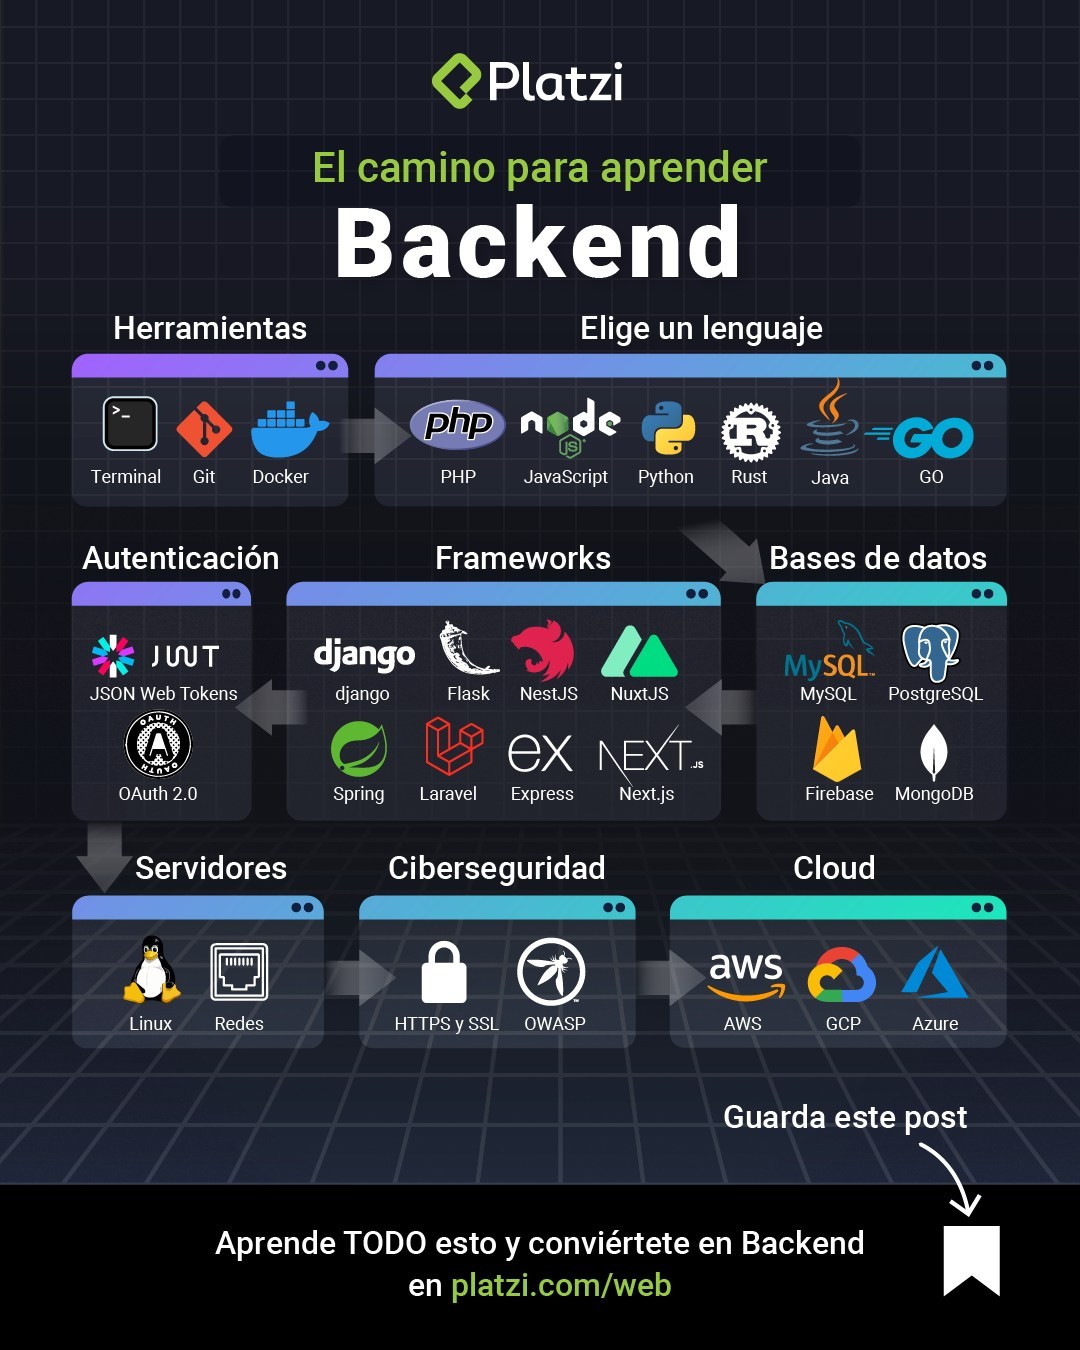 Platzi
El camino para aprender
Backend
Herramientas
Elige un lenguaje
>_
php
node
JS
Terminal
Git
Docker
PHP
JavaScript
Python
Rust
Java
GO
Autenticación
Frameworks
Bases de datos
JWT
django
MySQL
JSON Web Tokens
django
Flask
NestJS
NuxtJS
MySQL
PostgreSQL
OAUTH
A
OAUTH
ex
NEXT.JS
OAuth 2.0
Spring
Laravel
Express
Next.js
Firebase
MongoDB
Servidores
Ciberseguridad
Cloud
aws
Linux
Redes
HTTPS y SSL
OWASP
AWS
GCP
Azure
Guarda este post
Aprende TODO esto y conviértete en Backend
en platzi.com/web